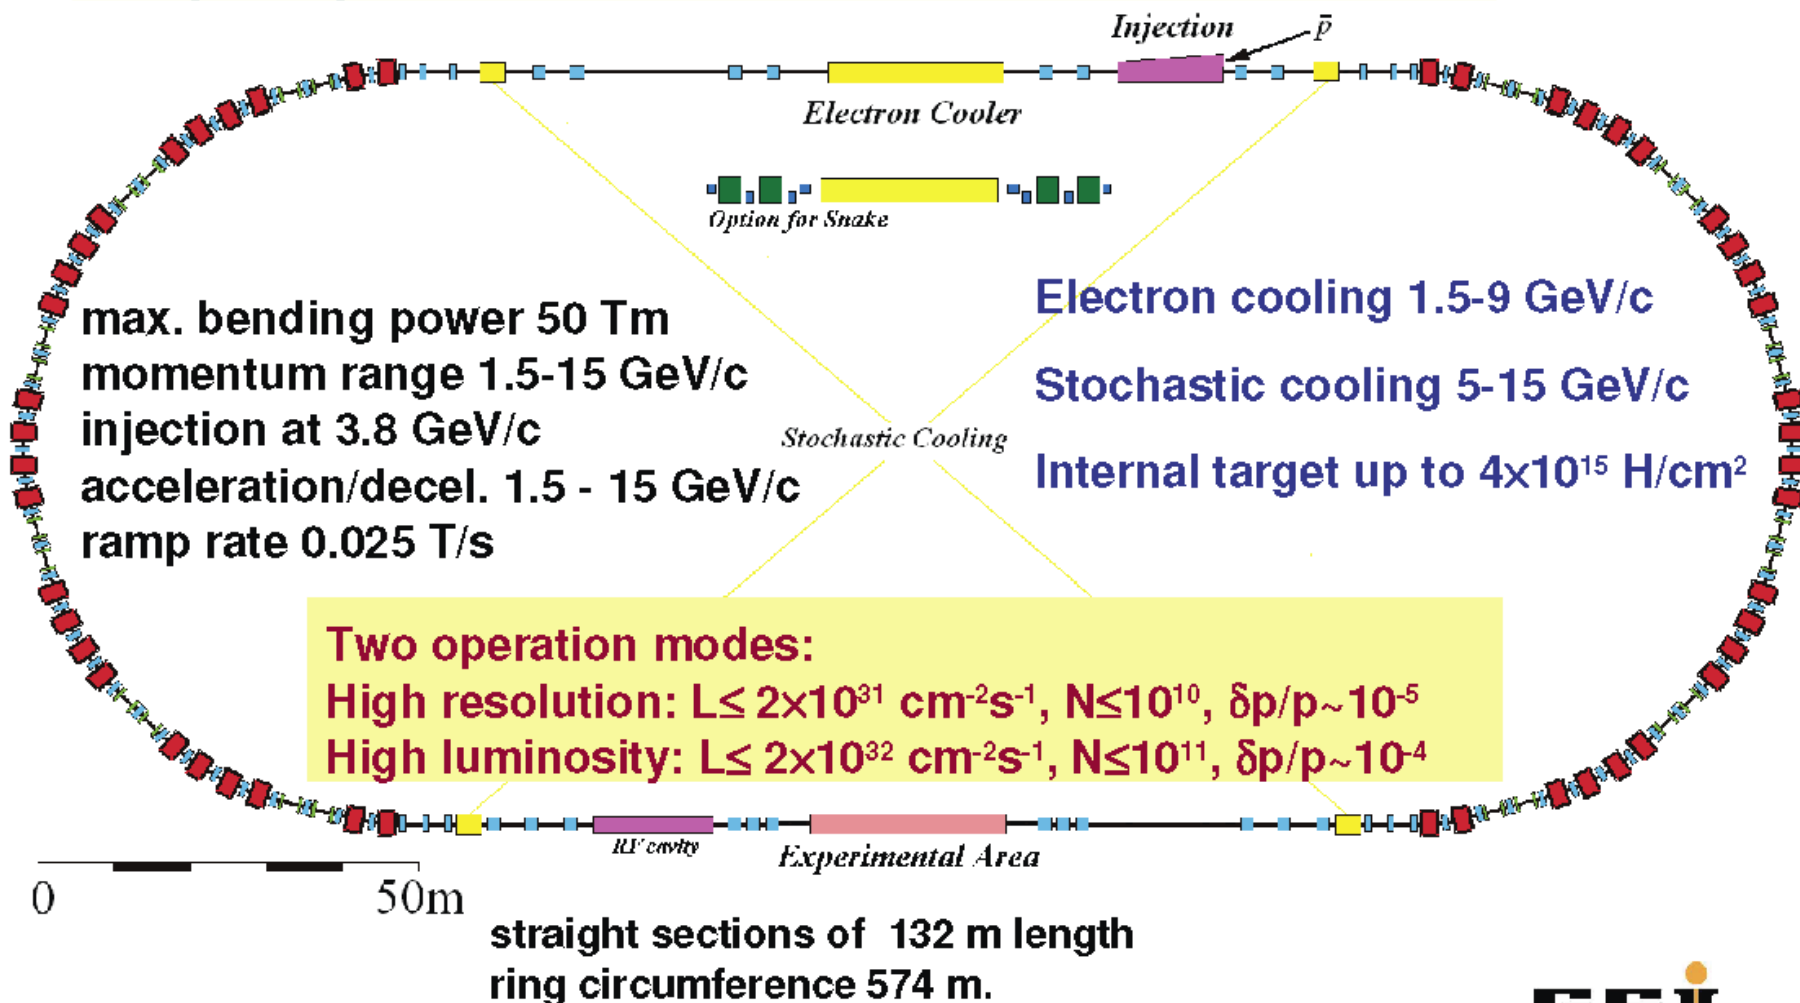 Injection
p̄
Electron Cooler
Option for Snake
max. bending power 50 Tm
momentum range 1.5-15 GeV/c
injection at 3.8 GeV/c
acceleration/decel. 1.5 - 15 GeV/c
ramp rate 0.025 T/s
Electron cooling 1.5-9 GeV/c
Stochastic cooling 5-15 GeV/c
Internal target up to 4x10¹⁵ H/cm²
Stochastic Cooling
Two operation modes:
High resolution: L≤ 2x10³¹ cm⁻²s⁻¹, N≤10¹⁰, δp/p~10⁻⁵
High luminosity: L≤ 2x10³² cm⁻²s⁻¹, N≤10¹¹, δp/p~10⁻⁴
RF cavity
Experimental Area
0 50m
straight sections of 132 m length
ring circumference 574 m.